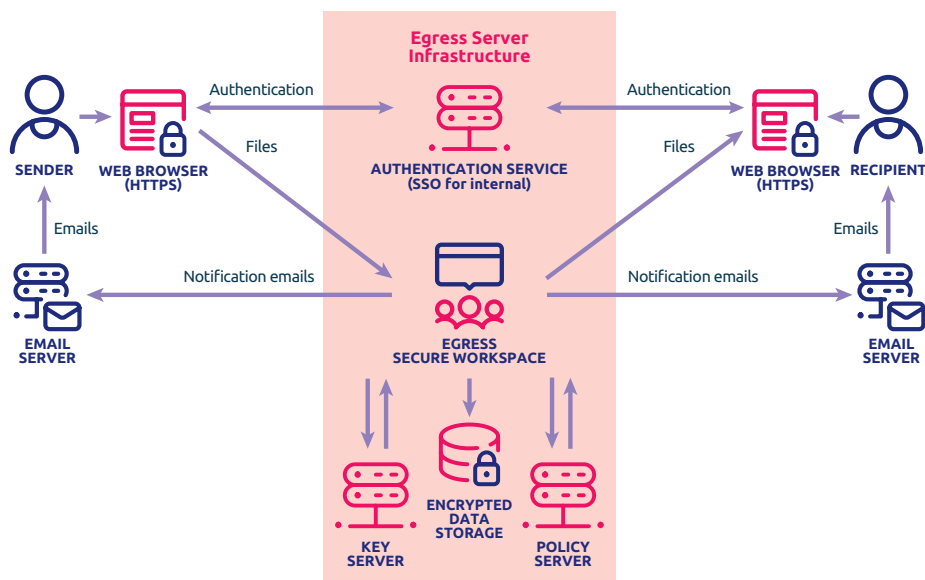 Egress Server
Infrastructure
Authentication
Authentication
Files
Files
SENDER
WEB BROWSER
(HTTPS)
AUTHENTICATION SERVICE
(SSO for internal)
WEB BROWSER
(HTTPS)
RECIPIENT
Emails
Emails
Notification emails
Notification emails
EMAIL
SERVER
EGRESS
SECURE WORKSPACE
EMAIL
SERVER
ENCRYPTED
DATA
STORAGE
KEY
SERVER
POLICY
SERVER